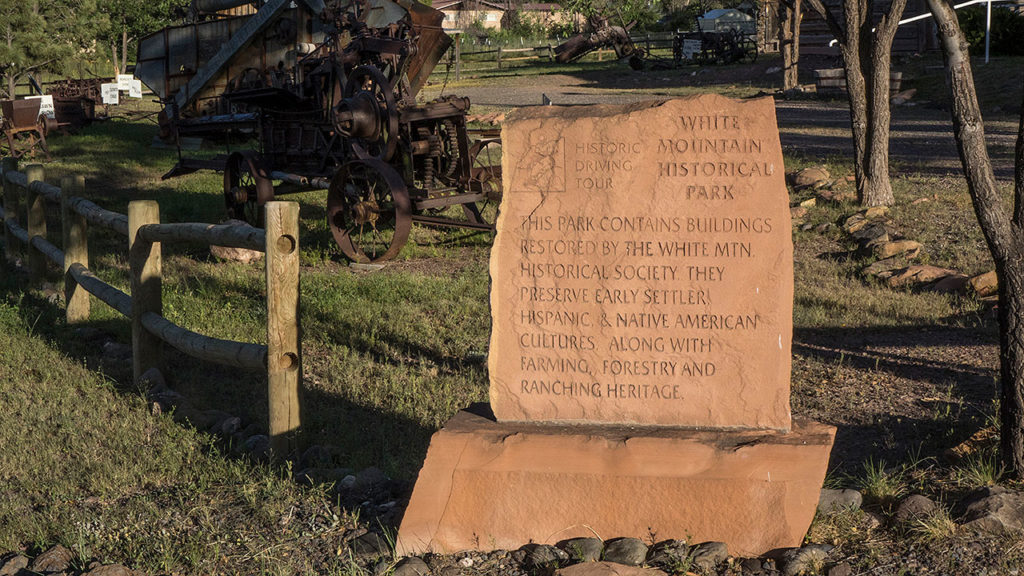 HISTORIC
DRIVING
TOUR
WHITE
MOUNTAIN
HISTORICAL
PARK
THIS PARK CONTAINS BUILDINGS
RESTORED BY THE WHITE MTN.
HISTORICAL SOCIETY. THEY
PRESERVE EARLY SETTLER,
HISPANIC, & NATIVE AMERICAN
CULTURES ALONG WITH
FARMING, FORESTRY AND
RANCHING HERITAGE.